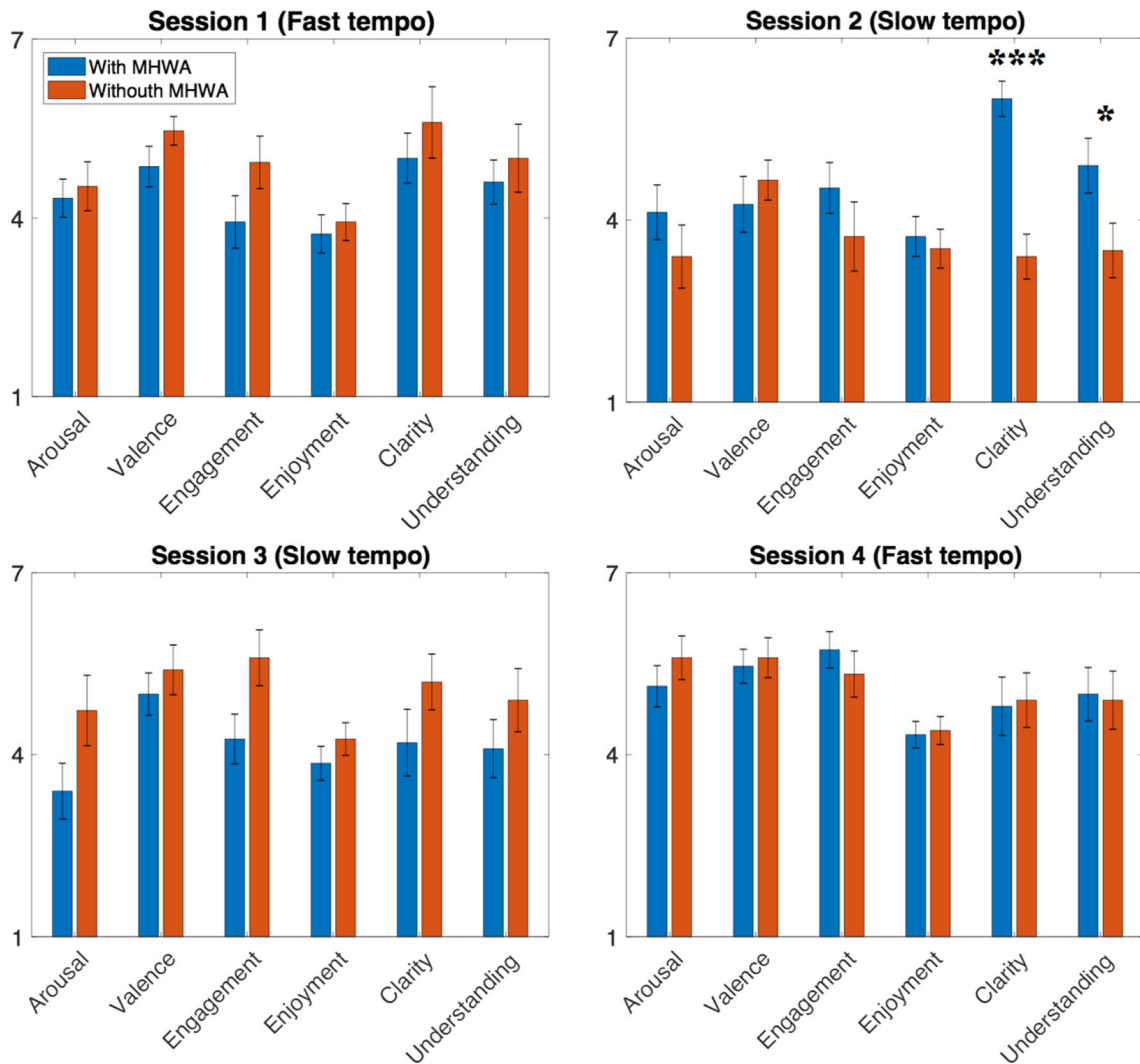 Session 1 (Fast tempo)
7
With MHWA
Withouth MHWA
4
1
Arousal
Valence
Engagement
Enjoyment
Clarity
Understanding
Session 2 (Slow tempo)
7
***
*
4
1
Arousal
Valence
Engagement
Enjoyment
Clarity
Understanding
Session 3 (Slow tempo)
7
4
1
Arousal
Valence
Engagement
Enjoyment
Clarity
Understanding
Session 4 (Fast tempo)
7
4
1
Arousal
Valence
Engagement
Enjoyment
Clarity
Understanding